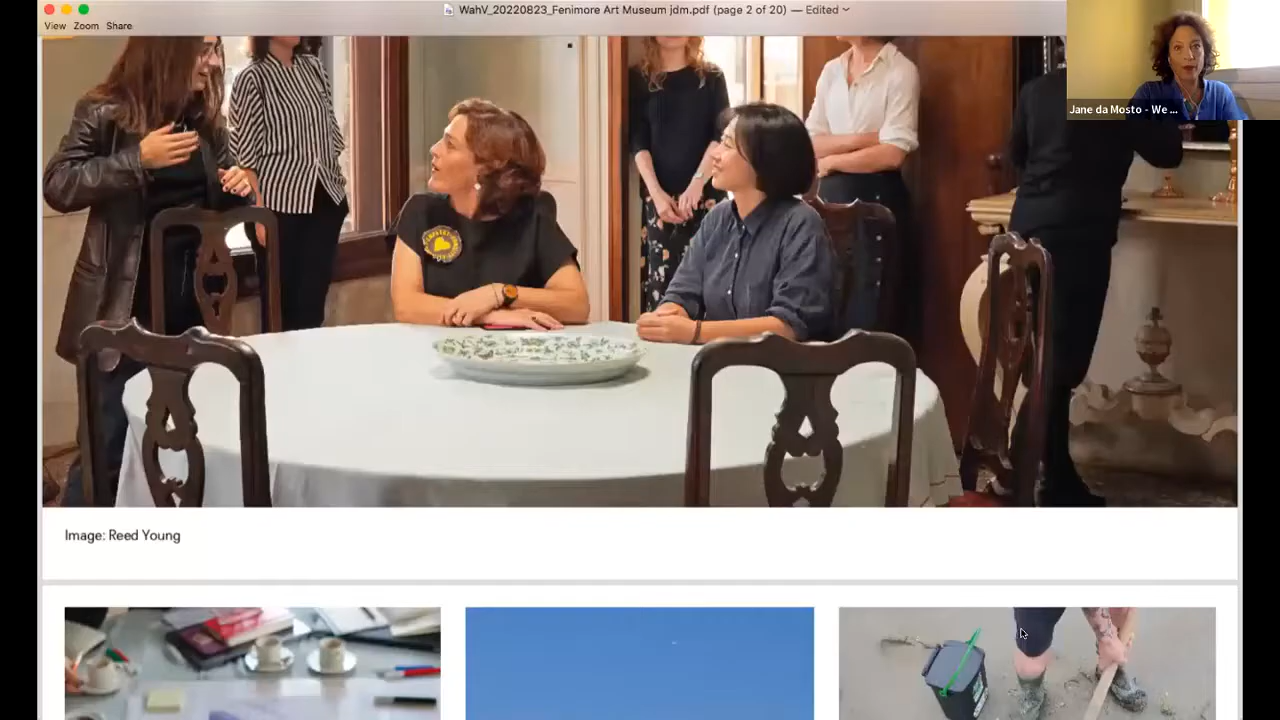 WahV_20220823_Fenimore Art Museum jdm.pdf (page 2 of 20) — Edited
View Zoom Share
Jane da Mosto - We ...
Image: Reed Young